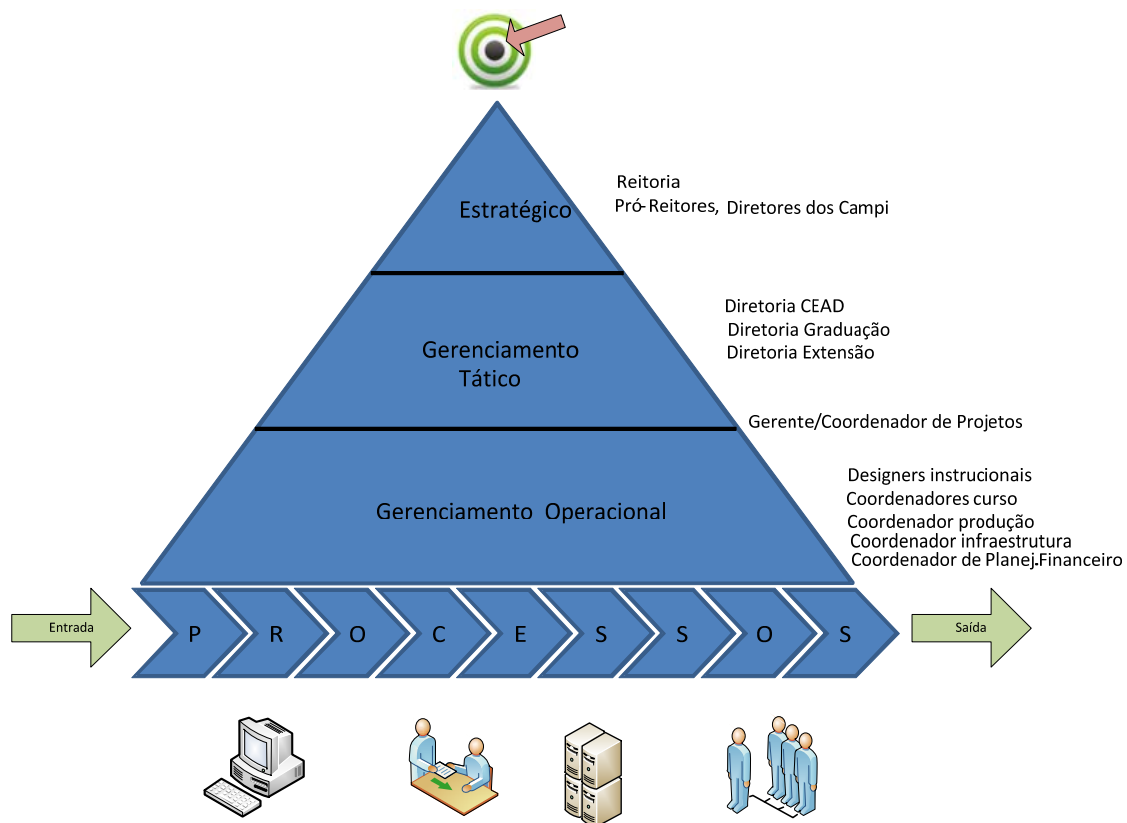 Reitoria
Pró-Reitores, Diretores dos Campi
Estratégico
Diretoria CEAD
Diretoria Graduação
Diretoria Extensão
Gerenciamento
Tático
Gerente/Coordenador de Projetos
Designers instrucionais
Coordenadores curso
Coordenador produção
Coordenador infraestrutura
Coordenador de Planej.Financeiro
Gerenciamento Operacional
Entrada
P R O C E S S O S
Saída